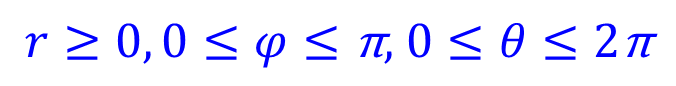 r ≥ 0, 0 ≤ φ ≤ π, 0 ≤ θ ≤ 2π